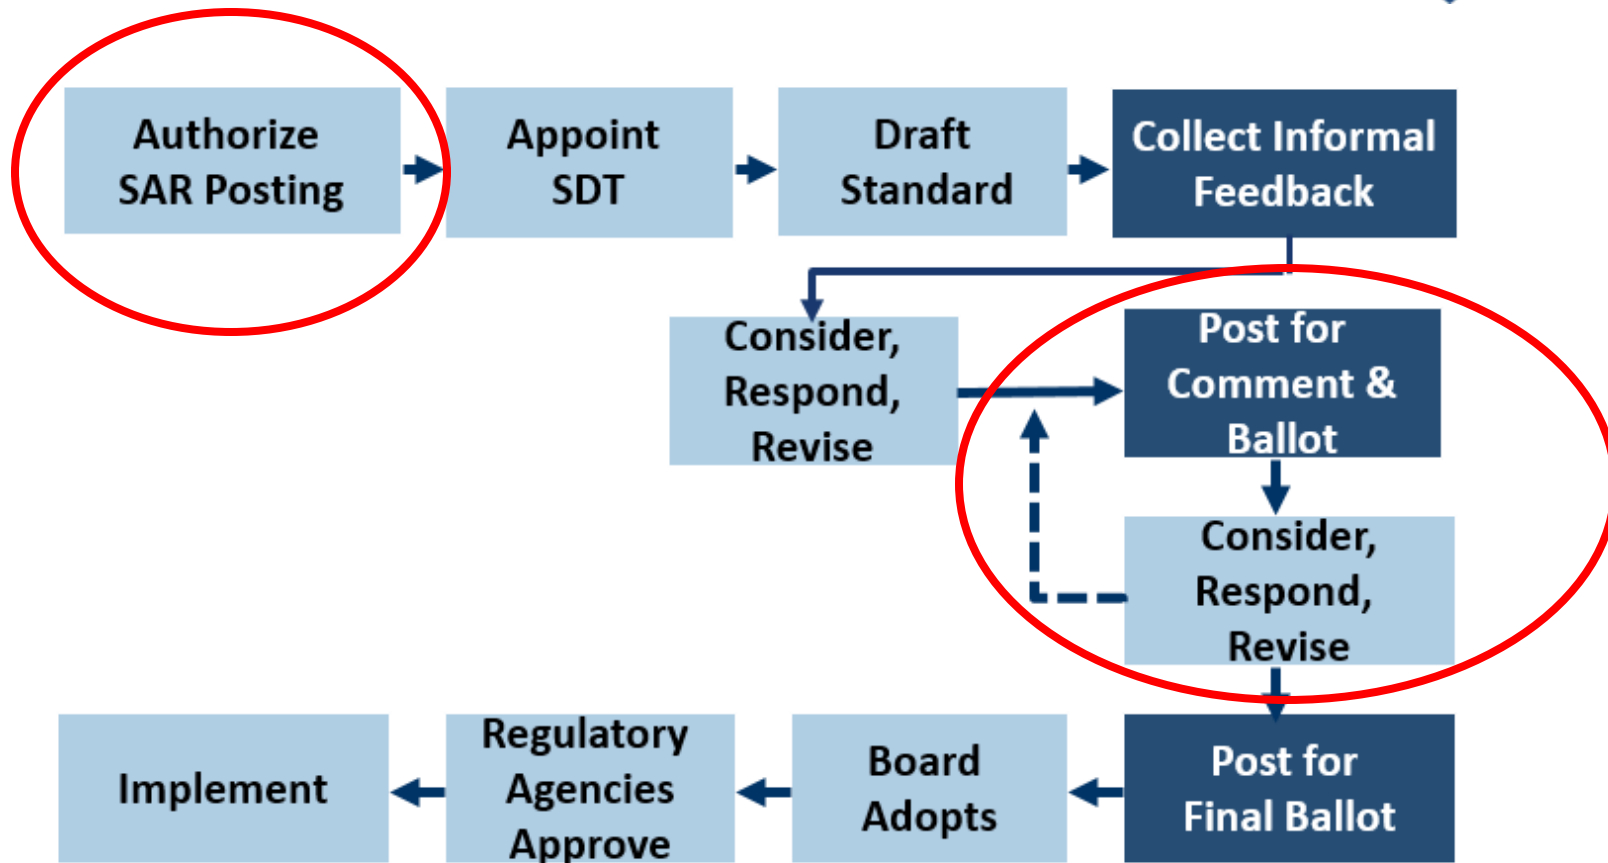 Authorize
SAR Posting
Appoint
SDT
Draft
Standard
Collect Informal
Feedback
Consider,
Respond,
Revise
Post for
Comment &
Ballot
Consider,
Respond,
Revise
Implement
Regulatory
Agencies
Approve
Board
Adopts
Post for
Final Ballot